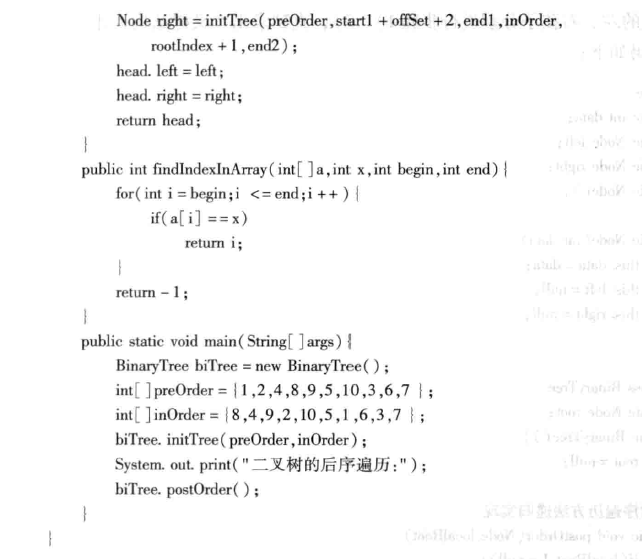 Node right = initTree( preOrder,start1 + offSet + 2,end1,inOrder,
rootIndex + 1,end2) ;
head. left = left;
head. right = right;
return head;
}
public int findIndexInArray( int[ ]a,int x,int begin,int end) {
for( int i = begin;i <= end;i ++ ) {
if( a[ i ] == x)
return i;
}
return - 1;
}
public static void main( String[ ]args) {
BinaryTree biTree = new BinaryTree( );
int[ ]preOrder = {1,2,4,8,9,5,10,3,6,7 };
int[ ]inOrder = {8,4,9,2,10,5,1,6,3,7 };
biTree. initTree( preOrder,inOrder);
System. out. print("二叉树的后序遍历:");
biTree. postOrder( );
}
}